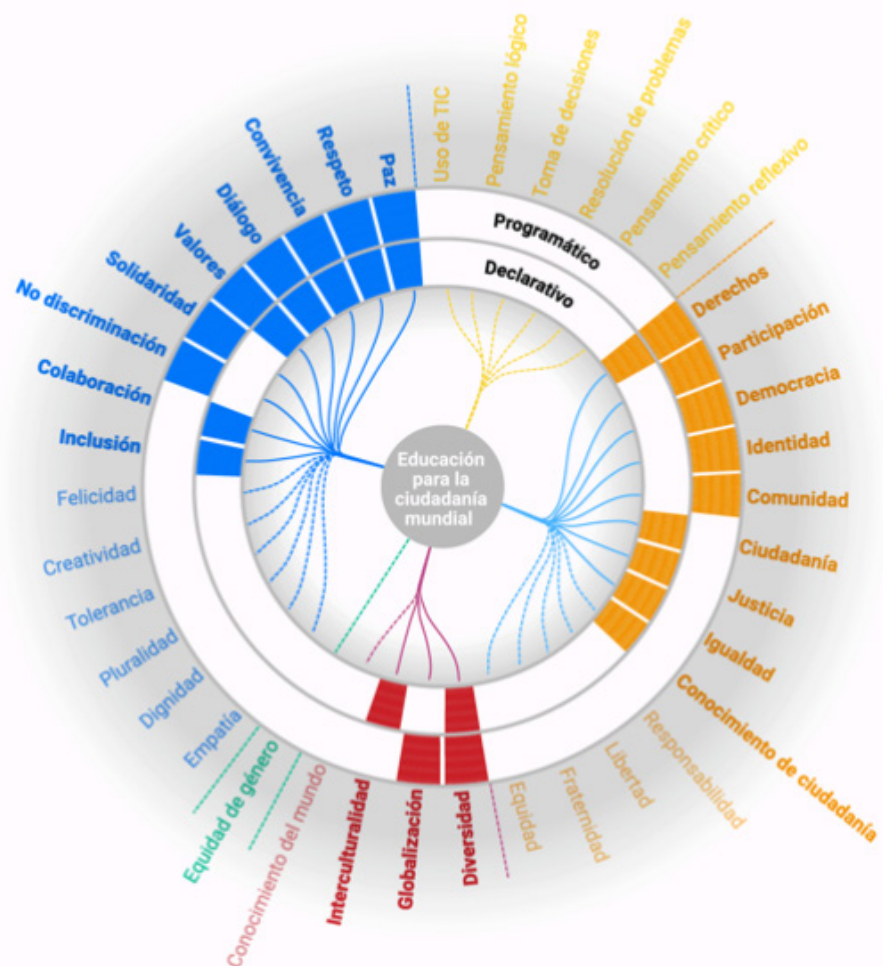 Uso de TIC
Pensamiento lógico
Toma de decisiones
Resolución de problemas
Pensamiento crítico
Pensamiento reflexivo
Derechos
Participación
Democracia
Identidad
Comunidad
Ciudadanía
Justicia
Igualdad
Conocimiento de ciudadanía
Responsabilidad
Libertad
Fraternidad
Equidad
Diversidad
Globalización
Interculturalidad
Conocimiento del mundo
Equidad de género
Empatía
Dignidad
Pluralidad
Tolerancia
Creatividad
Felicidad
Inclusión
Colaboración
No discriminación
Solidaridad
Valores
Diálogo
Convivencia
Respeto
Paz
Programático
Declarativo
Educación
para la
ciudadanía
mundial